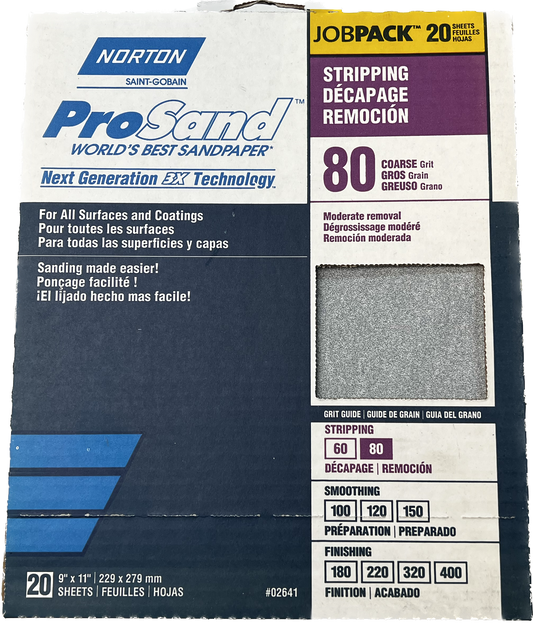 NORTON
SAINT-GOBAIN
ProSand™
WORLD'S BEST SANDPAPER*
Next Generation 3X Technology
For All Surfaces and Coatings
Pour toutes les surfaces
Para todas las superficies y capas
Sanding made easier!
Ponçage facilité !
¡El lijado hecho mas facile!
20
9" x 11" | 229 x 279 mm
SHEETS | FEUILLES | HOJAS
#02641
JOBPACK™ 20 SHEETS
FEUILLES
HOJAS
STRIPPING
DÉCAPAGE
REMOCIÓN
80
COARSE Grit
GROS Grain
GREUSO Grano
Moderate removal
Dégrossissage modéré
Remoción moderada
GRIT GUIDE | GUIDE DE GRAIN | GUIA DEL GRANO
STRIPPING
60 80
DÉCAPAGE | REMOCIÓN
SMOOTHING
100 120 150
PRÉPARATION | PREPARADO
FINISHING
180 220 320 400
FINITION | ACABADO